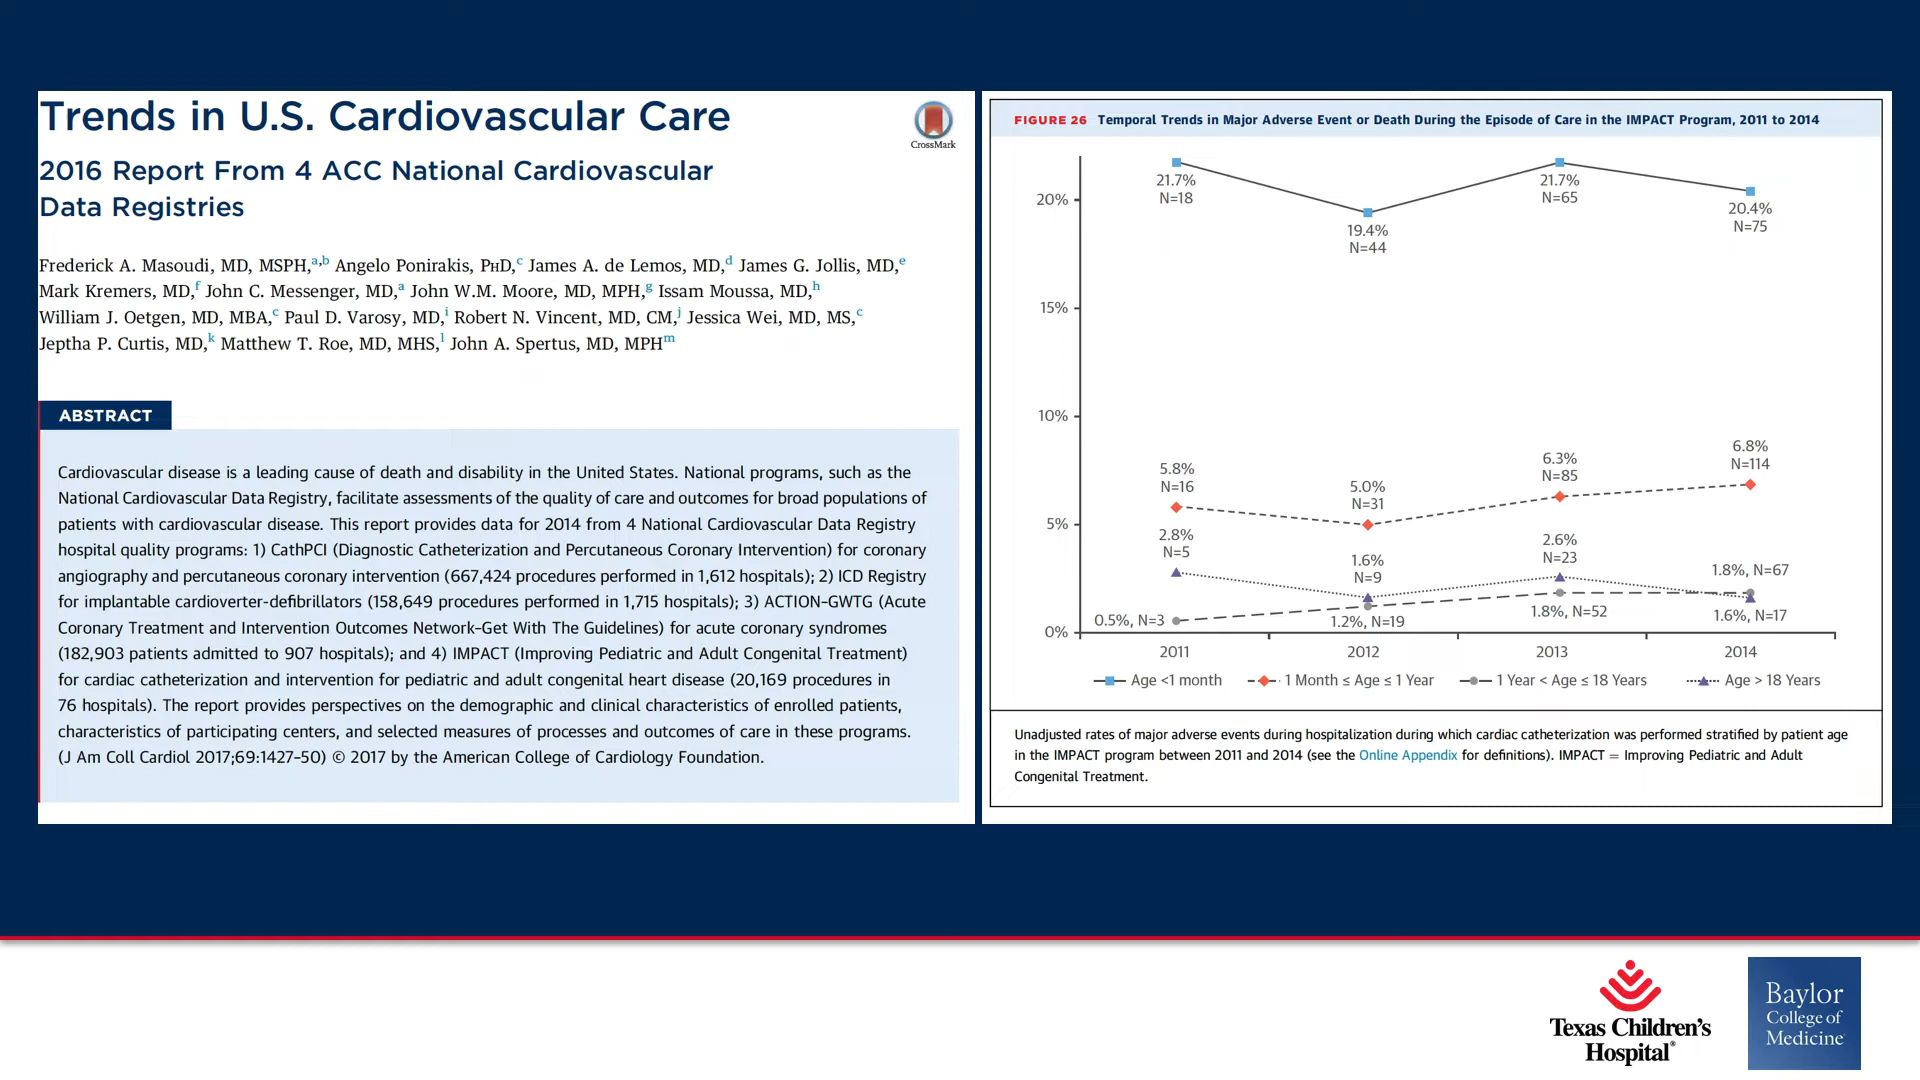 Trends in U.S. Cardiovascular Care
CrossMark
2016 Report From 4 ACC National Cardiovascular
Data Registries
Frederick A. Masoudi, MD, MSPH,a,b Angelo Ponirakis, PHD,c James A. de Lemos, MD,d James G. Jollis, MD,e
Mark Kremers, MD,f John C. Messenger, MD,a John W.M. Moore, MD, MPH,g Issam Moussa, MD,h
William J. Oetgen, MD, MBA,c Paul D. Varosy, MD,i Robert N. Vincent, MD, CM,j Jessica Wei, MD, MS,c
Jeptha P. Curtis, MD,k Matthew T. Roe, MD, MHS,l John A. Spertus, MD, MPHm
ABSTRACT
Cardiovascular disease is a leading cause of death and disability in the United States. National programs, such as the
National Cardiovascular Data Registry, facilitate assessments of the quality of care and outcomes for broad populations of
patients with cardiovascular disease. This report provides data for 2014 from 4 National Cardiovascular Data Registry
hospital quality programs: 1) CathPCI (Diagnostic Catheterization and Percutaneous Coronary Intervention) for coronary
angiography and percutaneous coronary intervention (667,424 procedures performed in 1,612 hospitals); 2) ICD Registry
for implantable cardioverter-defibrillators (158,649 procedures performed in 1,715 hospitals); 3) ACTION-GWTG (Acute
Coronary Treatment and Intervention Outcomes Network-Get With The Guidelines) for acute coronary syndromes
(182,903 patients admitted to 907 hospitals); and 4) IMPACT (Improving Pediatric and Adult Congenital Treatment)
for cardiac catheterization and intervention for pediatric and adult congenital heart disease (20,169 procedures in
76 hospitals). The report provides perspectives on the demographic and clinical characteristics of enrolled patients,
characteristics of participating centers, and selected measures of processes and outcomes of care in these programs.
(J Am Coll Cardiol 2017;69:1427–50) © 2017 by the American College of Cardiology Foundation.
FIGURE 26 Temporal Trends in Major Adverse Event or Death During the Episode of Care in the IMPACT Program, 2011 to 2014
20%
15%
10%
5%
0%
21.7%
N=18
19.4%
N=44
21.7%
N=65
20.4%
N=75
5.8%
N=16
5.0%
N=31
6.3%
N=85
6.8%
N=114
2.8%
N=5
1.6%
N=9
2.6%
N=23
1.8%, N=67
0.5%, N=3
1.2%, N=19
1.8%, N=52
1.6%, N=17
2011 2012 2013 2014
Age <1 month 1 Month ≤ Age ≤ 1 Year 1 Year < Age ≤ 18 Years Age > 18 Years
Unadjusted rates of major adverse events during hospitalization during which cardiac catheterization was performed stratified by patient age
in the IMPACT program between 2011 and 2014 (see the Online Appendix for definitions). IMPACT = Improving Pediatric and Adult
Congenital Treatment.
Texas Children's
Hospital®
Baylor
College of
Medicine